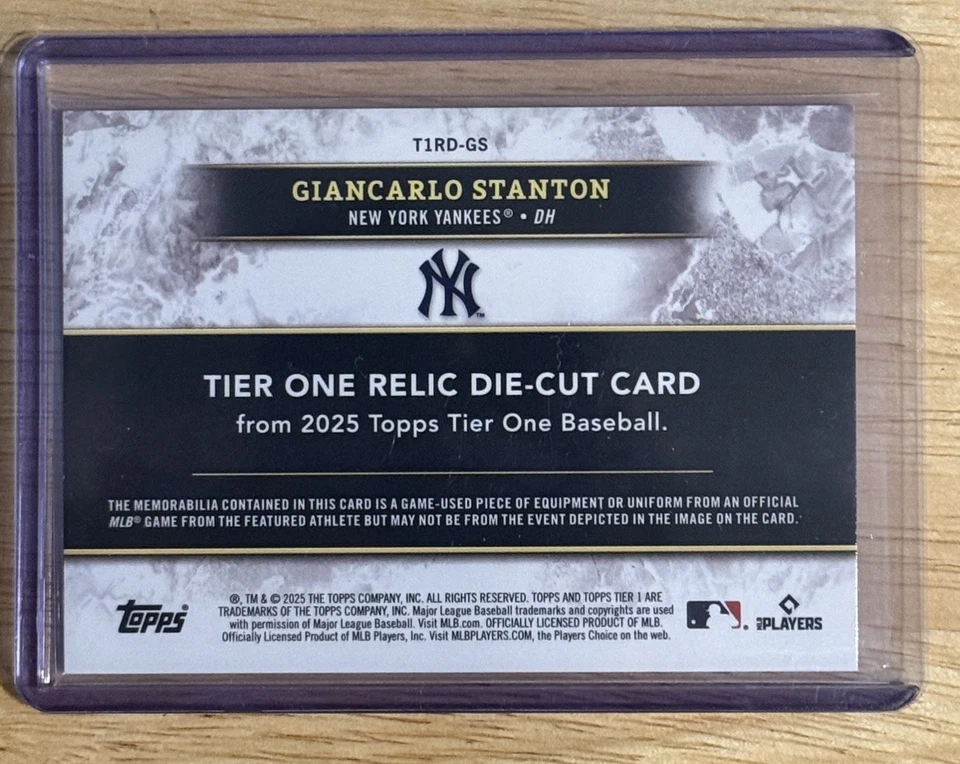 T1RD-GS
GIANCARLO STANTON
NEW YORK YANKEES® • DH
NY™
TIER ONE RELIC DIE-CUT CARD
from 2025 Topps Tier One Baseball.
THE MEMORABILIA CONTAINED IN THIS CARD IS A GAME-USED PIECE OF EQUIPMENT OR UNIFORM FROM AN OFFICIAL
MLB® GAME FROM THE FEATURED ATHLETE BUT MAY NOT BE FROM THE EVENT DEPICTED IN THE IMAGE ON THE CARD.
topps®
®, TM & © 2025 THE TOPPS COMPANY, INC. ALL RIGHTS RESERVED. TOPPS AND TOPPS TIER 1 ARE
TRADEMARKS OF THE TOPPS COMPANY, INC. Major League Baseball trademarks and copyrights are used
with permission of Major League Baseball. Visit MLB.com. OFFICIALLY LICENSED PRODUCT OF MLB.
Officially Licensed Product of MLB Players, Inc. Visit MLBPLAYERS.COM, the Players Choice on the web.
MLB PLAYERS